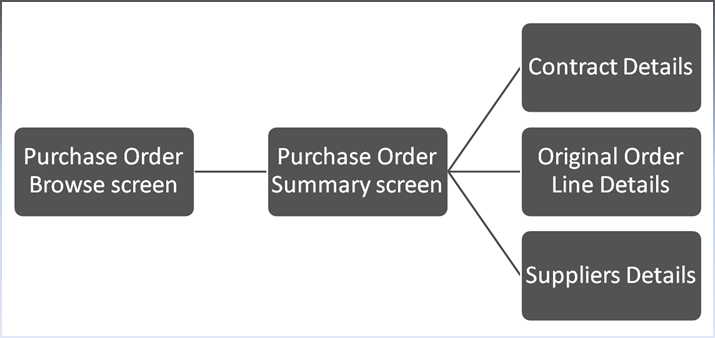 Purchase Order
Browse screen
Purchase Order
Summary screen
Contract Details
Original Order
Line Details
Suppliers Details